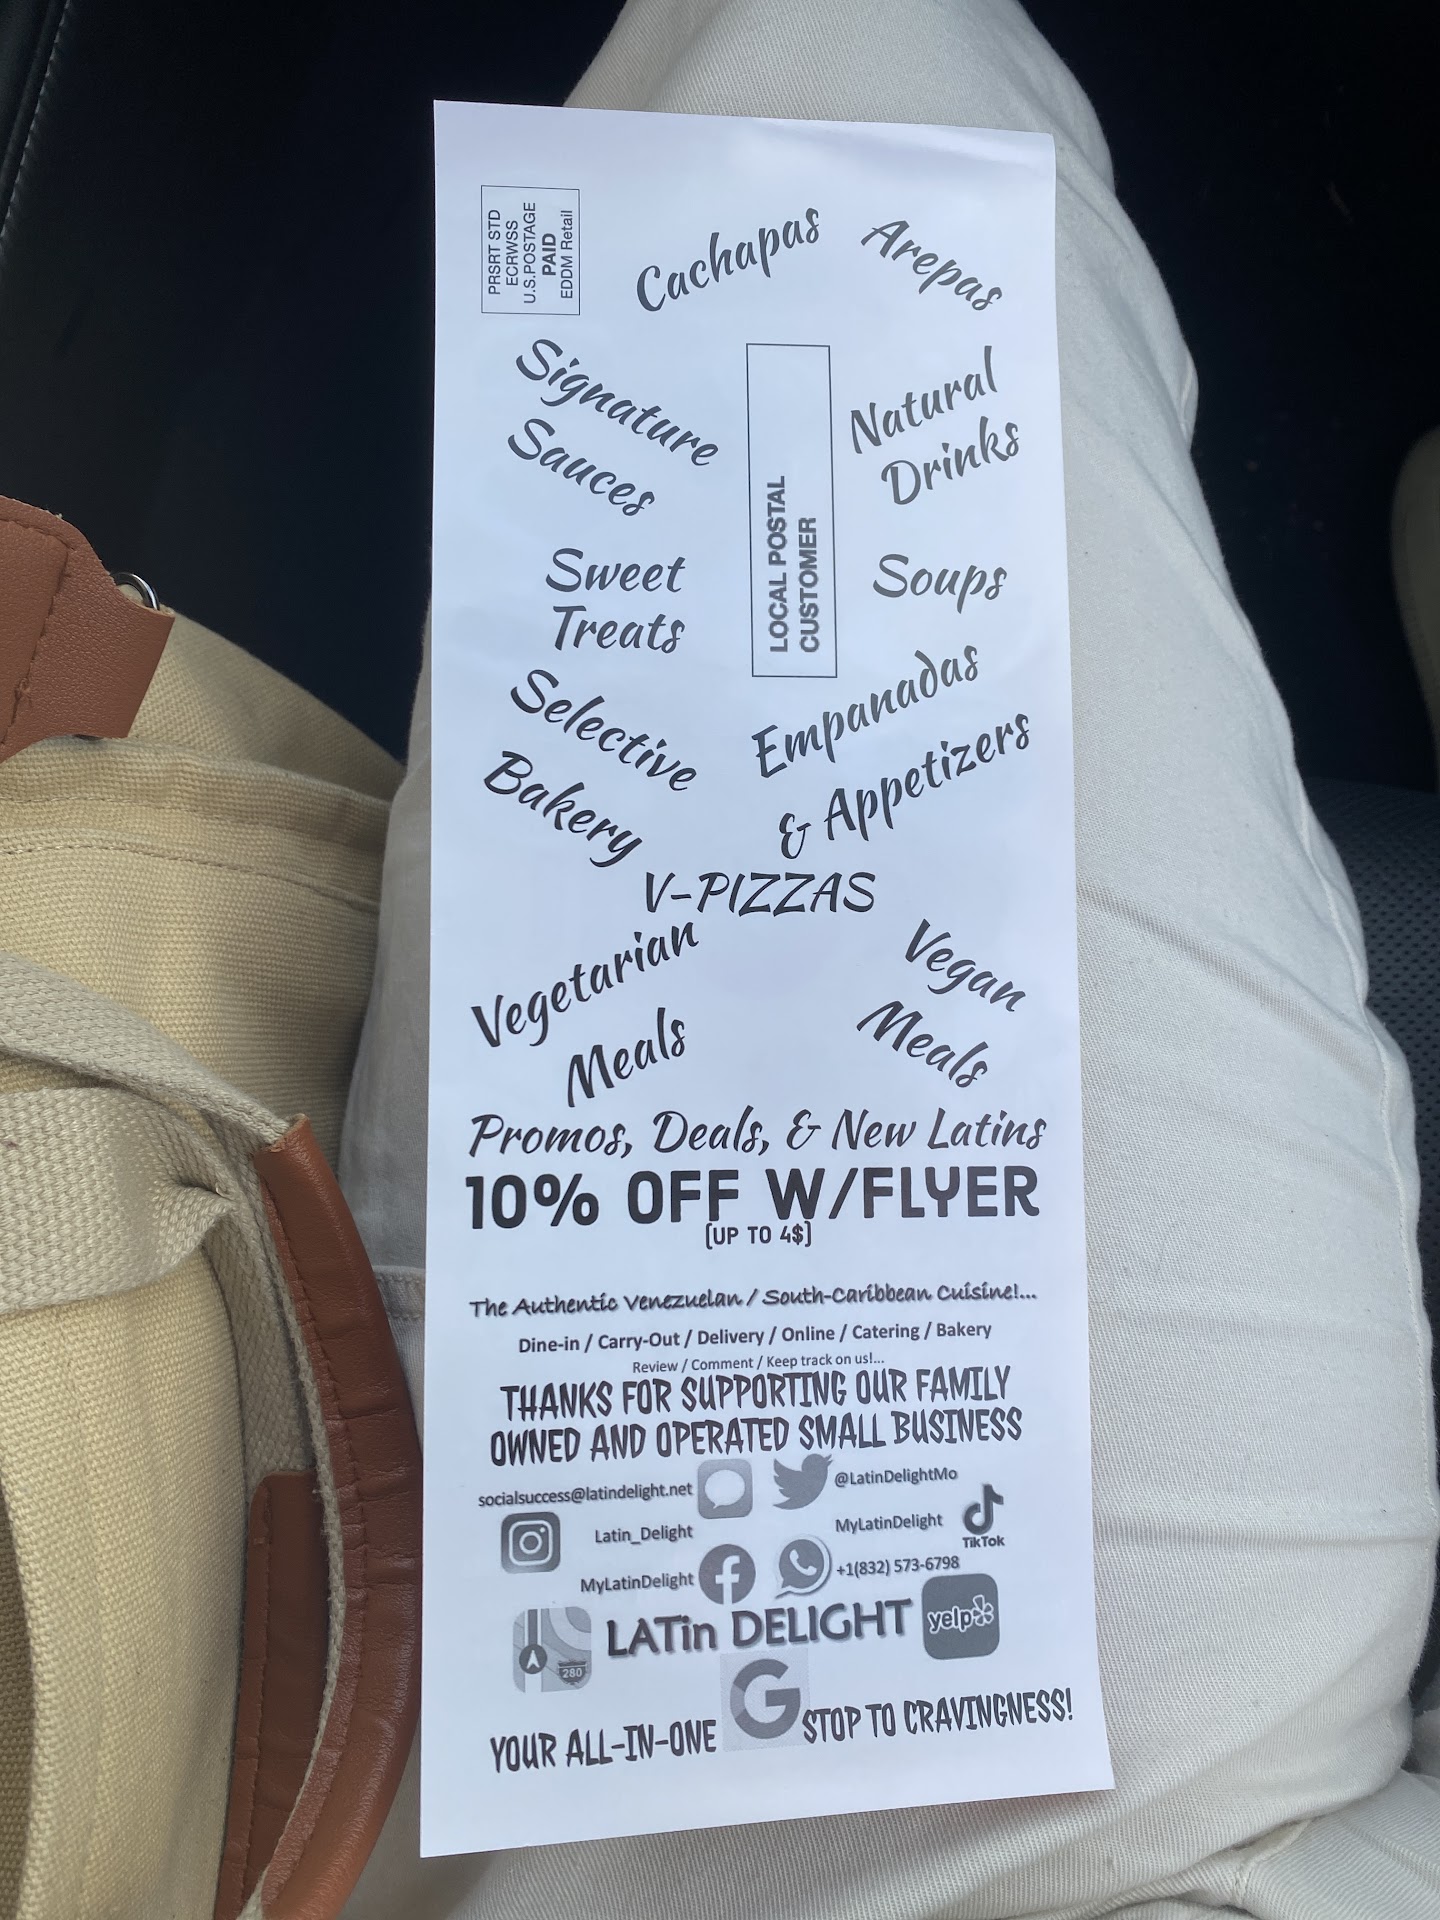 PRSRT STD
ECRWSS
U.S.POSTAGE
PAID
EDDM Retail
Cachapas
Arepas
Signature
Sauces
Natural
Drinks
LOCAL POSTAL
CUSTOMER
Sweet
Treats
Soups
Selective
Bakery
Empanadas
& Appetizers
V-PIZZAS
Vegetarian
Meals
Vegan
Meals
Promos, Deals, & New Latins
10% OFF W/FLYER
(UP TO 4$)
The Authentic Venezuelan / South-Caribbean Cuisine!...
Dine-in / Carry-Out / Delivery / Online / Catering / Bakery
Review / Comment / Keep track on us!...
THANKS FOR SUPPORTING OUR FAMILY
OWNED AND OPERATED SMALL BUSINESS
socialsuccess@latindelight.net
@LatinDelightMo
Latin_Delight
MyLatinDelight
TikTok
MyLatinDelight
+1(832) 573-6798
LATin DELIGHT
yelp
280
G
YOUR ALL-IN-ONE STOP TO CRAVINGNESS!